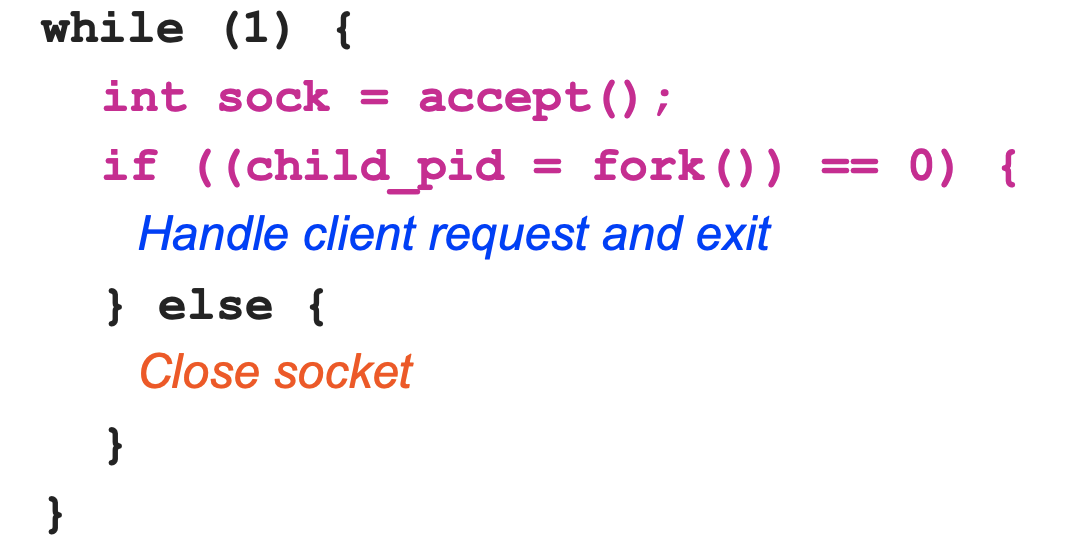 while (1) {
int sock = accept();
if ((child_pid = fork()) == 0) {
Handle client request and exit
} else {
Close socket
}
}